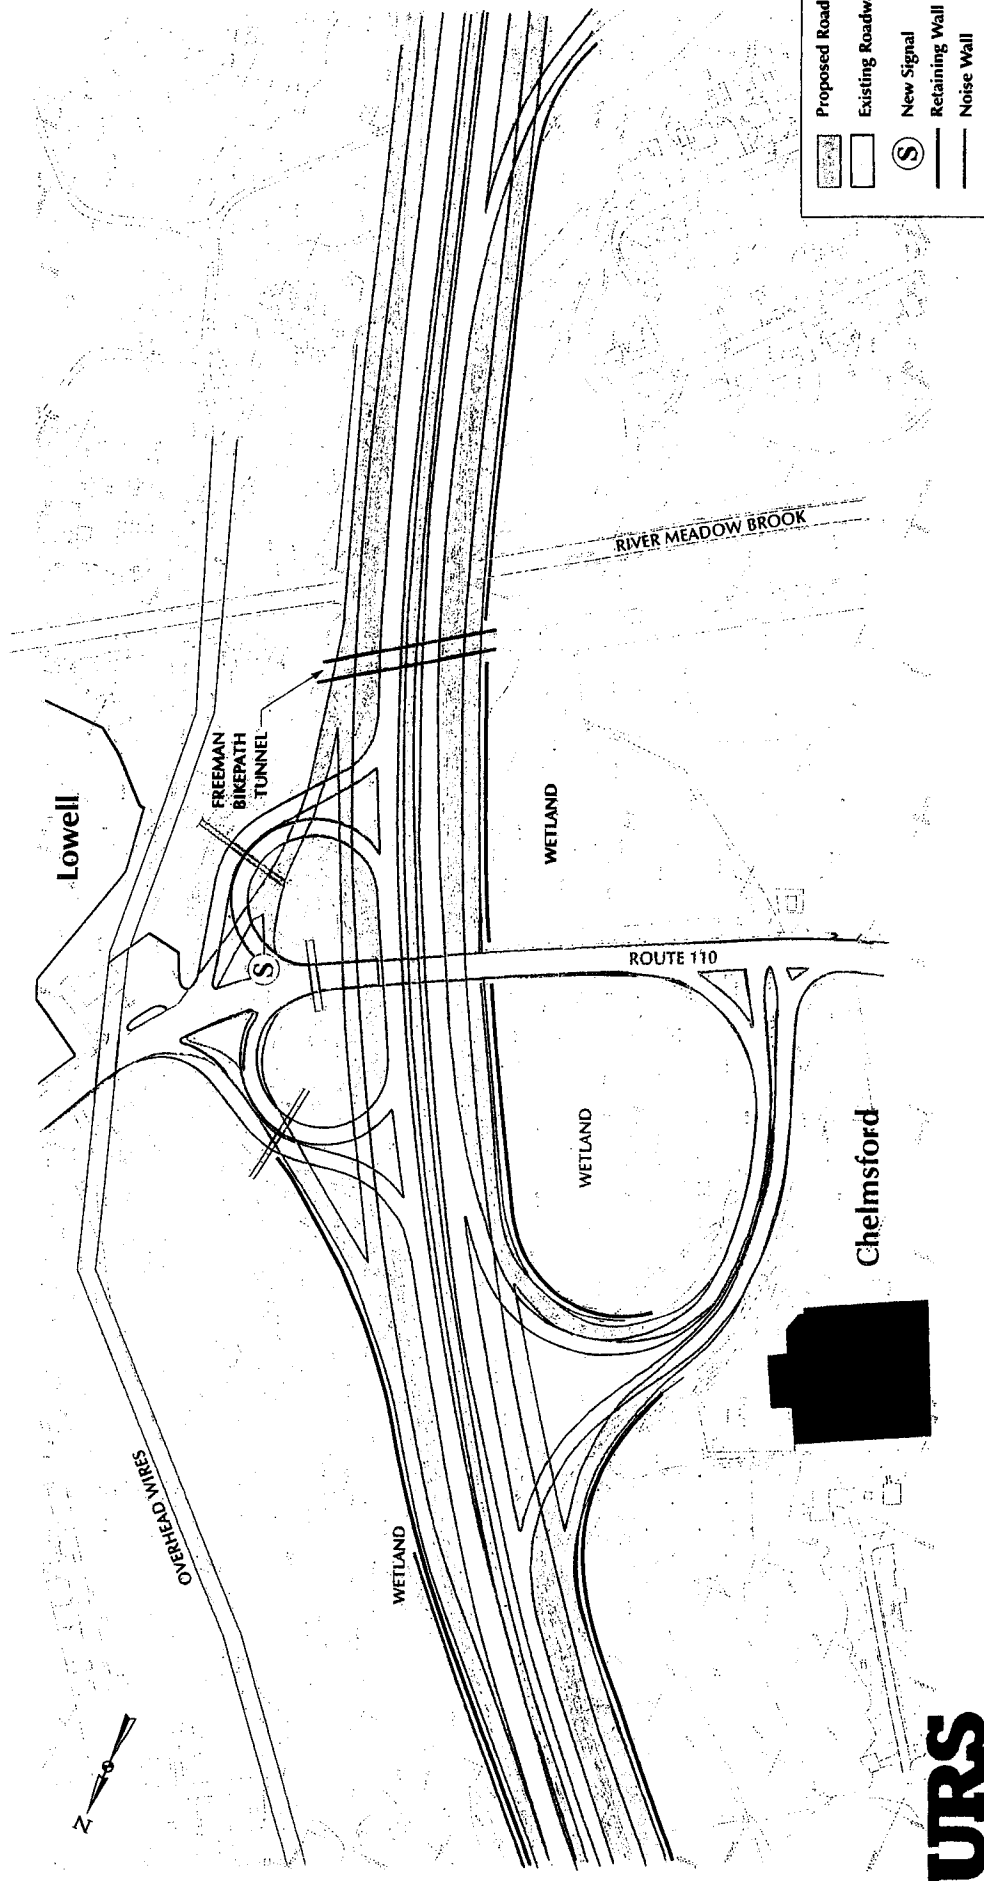 Lowell
FREEMAN
BIKEPATH
TUNNEL
RIVER MEADOW BROOK
WETLAND
S
ROUTE 110
WETLAND
Chelmsford
OVERHEAD WIRES
WETLAND
N
Proposed Road
Existing Roadw
S New Signal
Retaining Wall
Noise Wall
URS